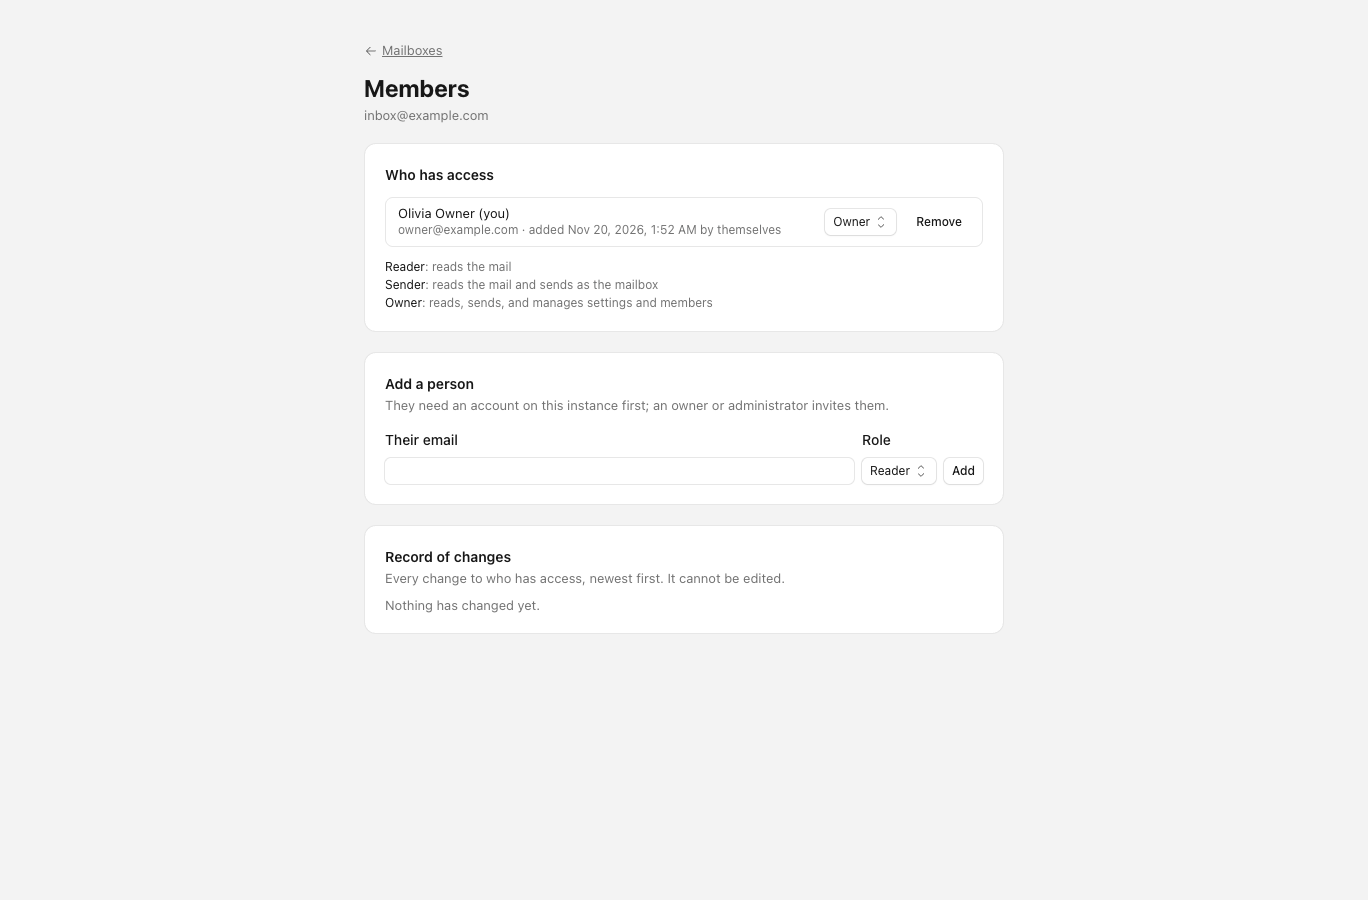 ← Mailboxes
Members
inbox@example.com
Who has access
Olivia Owner (you)
owner@example.com · added Nov 20, 2026, 1:52 AM by themselves
Owner
Remove
Reader: reads the mail
Sender: reads the mail and sends as the mailbox
Owner: reads, sends, and manages settings and members
Add a person
They need an account on this instance first; an owner or administrator invites them.
Their email
Role
Reader
Add
Record of changes
Every change to who has access, newest first. It cannot be edited.
Nothing has changed yet.